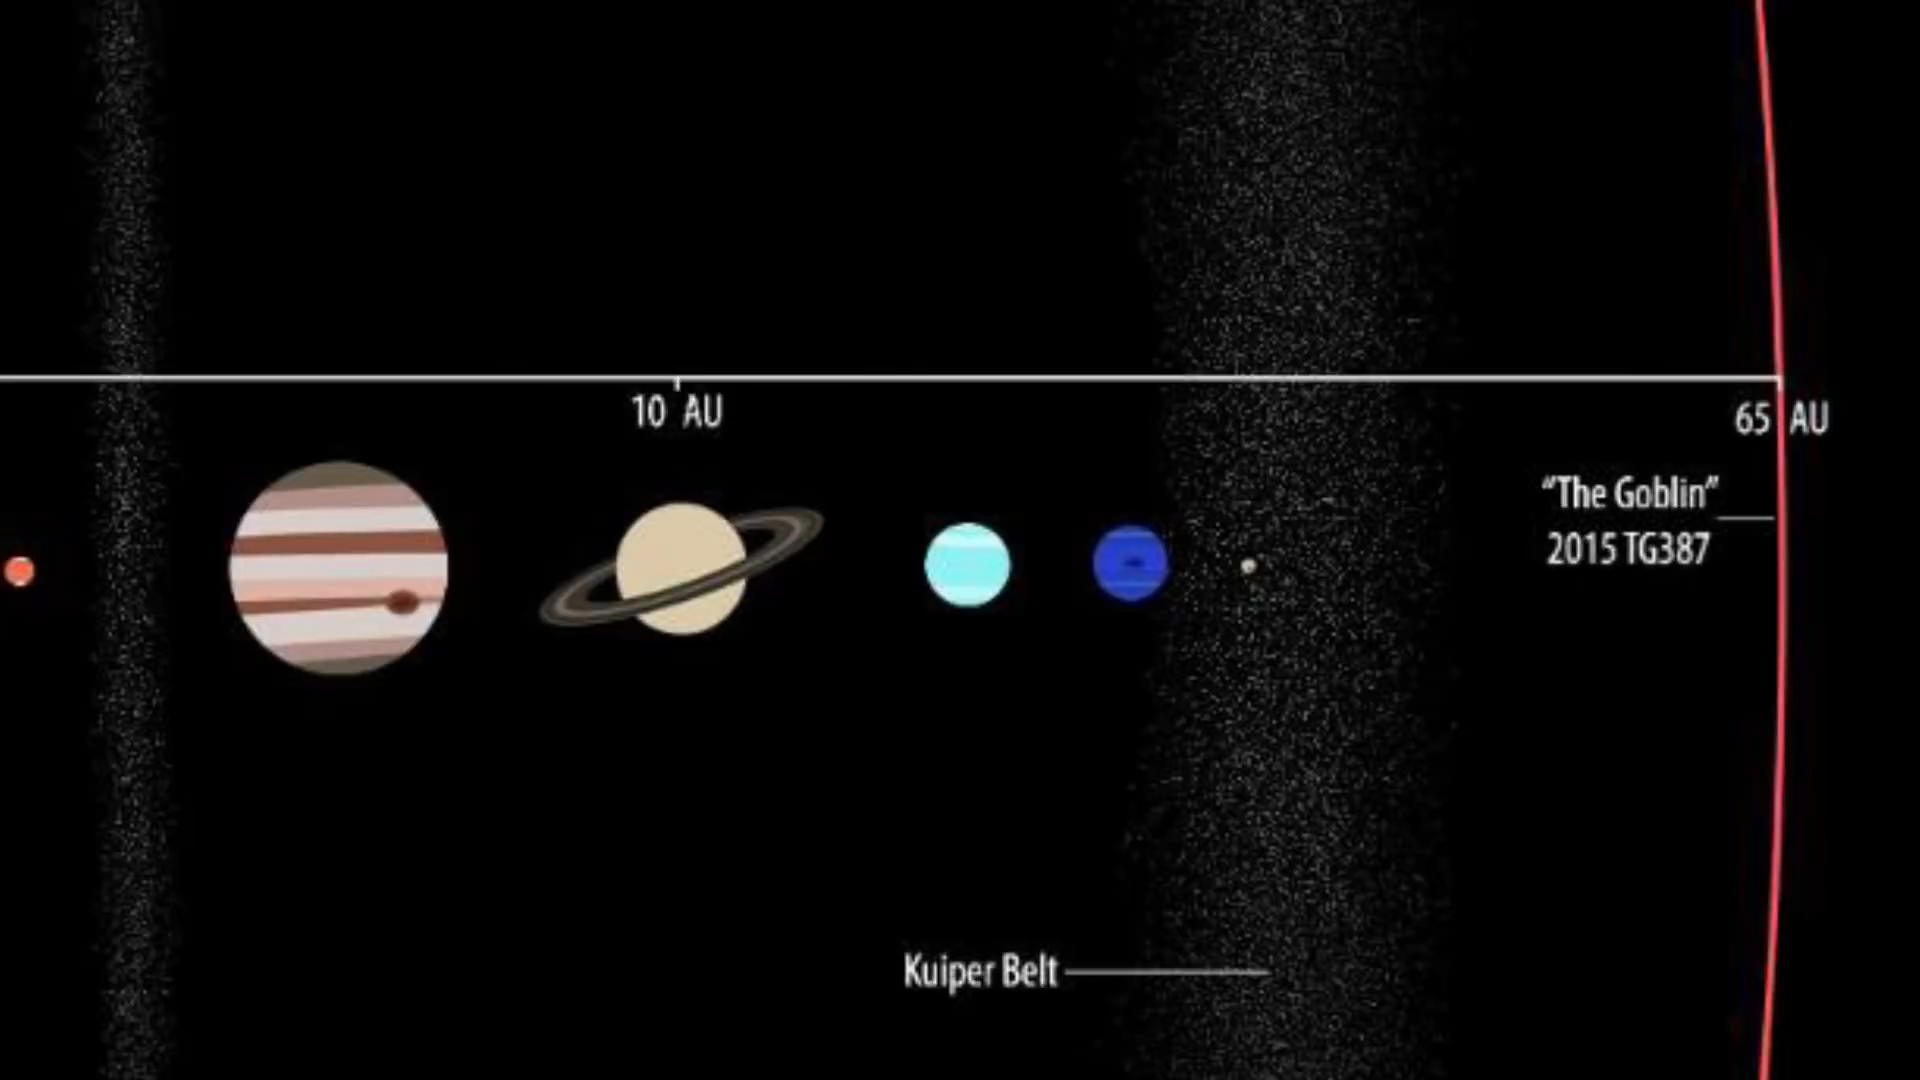 10 AU
65 AU
“The Goblin”
2015 TG387
Kuiper Belt